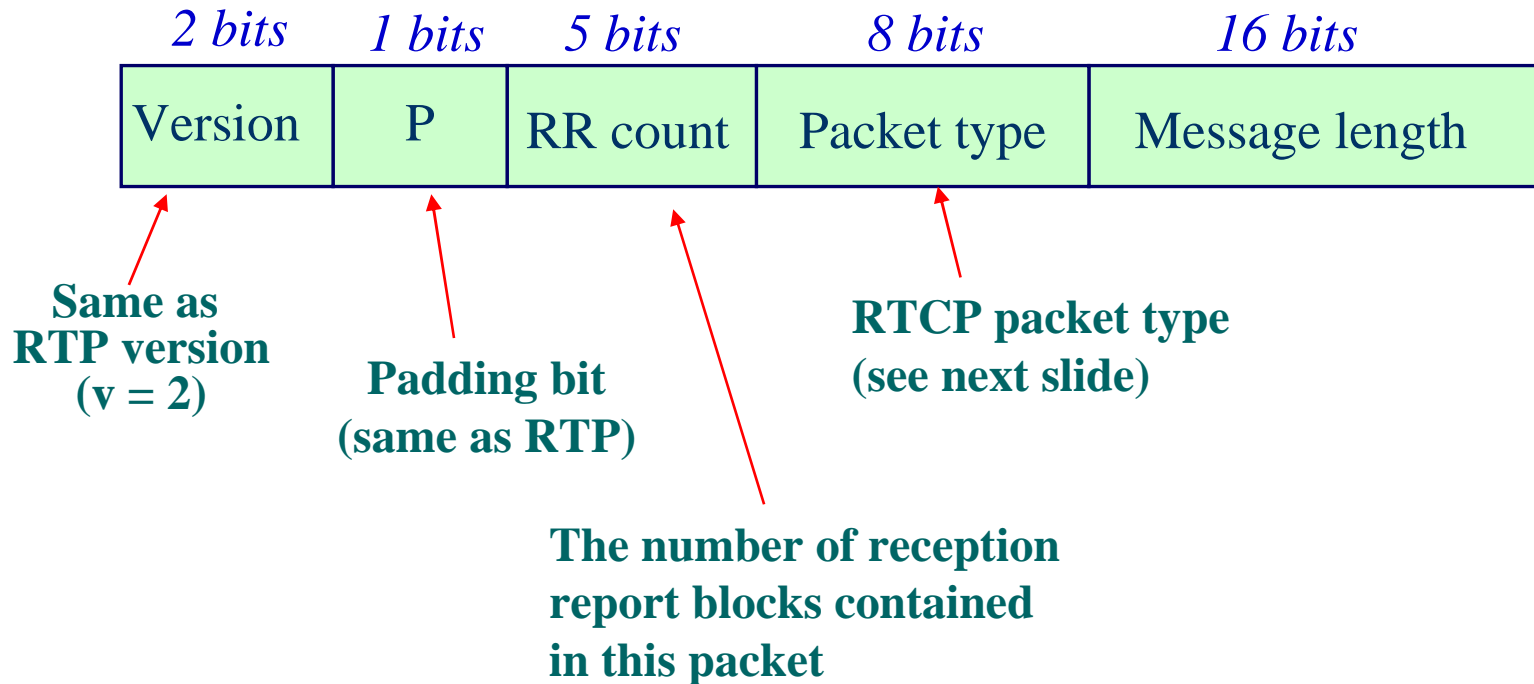 2 bits 1 bits 5 bits 8 bits 16 bits
Version P RR count Packet type Message length
Same as
RTP version
(v = 2)
Padding bit
(same as RTP)
RTCP packet type
(see next slide)
The number of reception
report blocks contained
in this packet